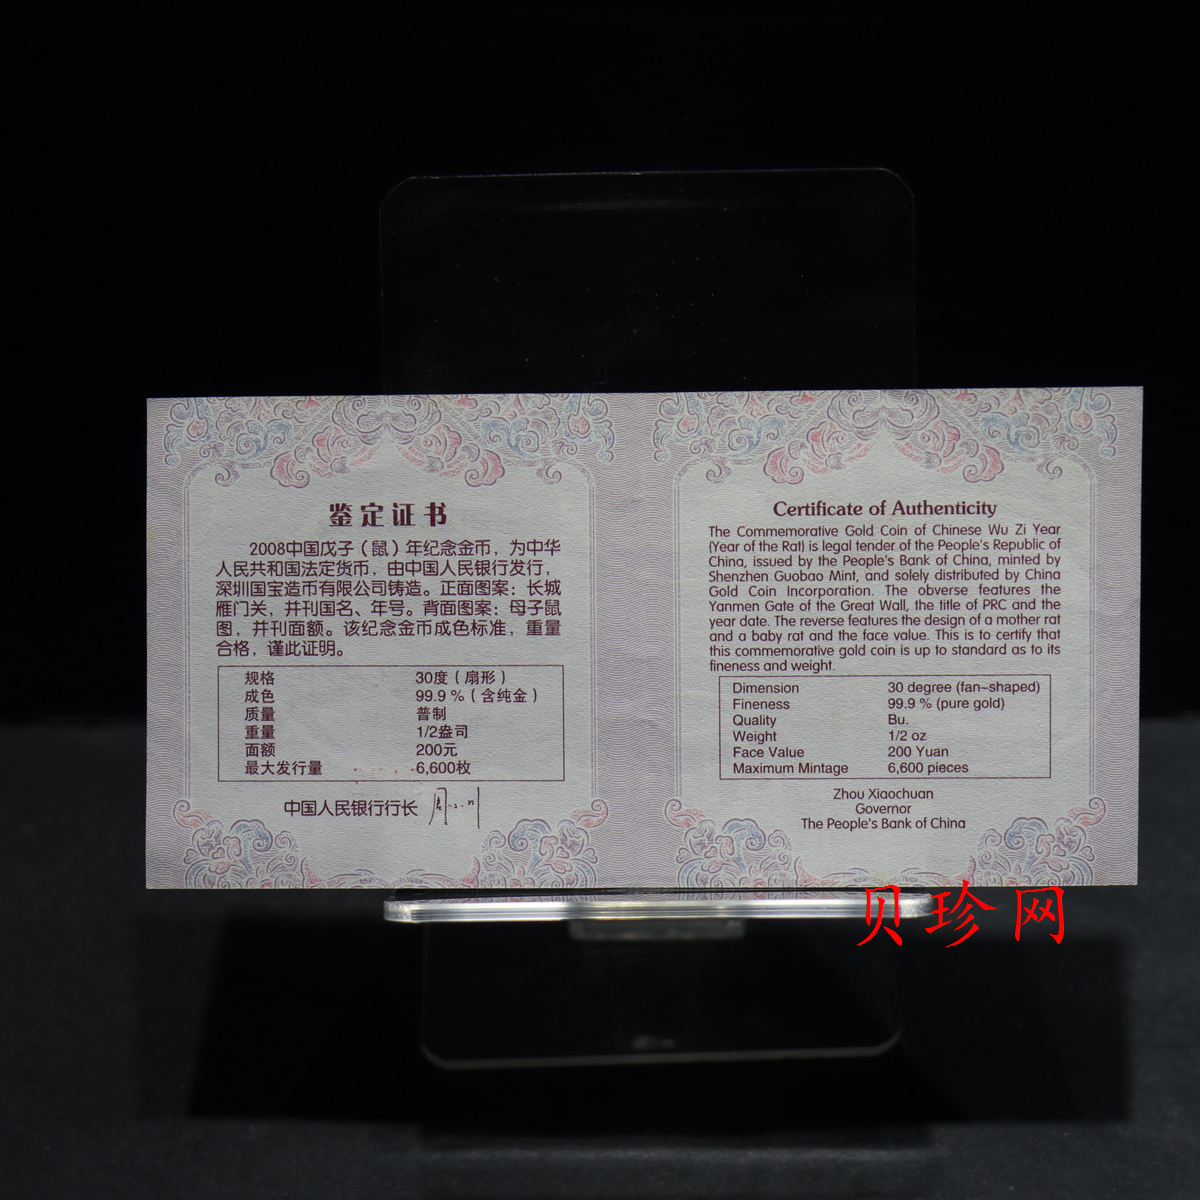 鉴定证书
2008中国戊子（鼠）年纪念金币，为中华
人民共和国法定货币，由中国人民银行发行，
深圳国宝造币有限公司铸造。正面图案：长城
雁门关，并刊国名、年号。背面图案：母子鼠
图，并刊面额。该纪念金币成色标准，重量
合格，谨此证明。
规格 30度（扇形）
成色 99.9％（含纯金）
质量 普制
重量 1/2盎司
面额 200元
最大发行量 6,600枚
中国人民银行行长
Certificate of Authenticity
The Commemorative Gold Coin of Chinese Wu Zi Year
(Year of the Rat) is legal tender of the People's Republic of
China, issued by the People's Bank of China, minted by
Shenzhen Guobao Mint, and solely distributed by China
Gold Coin Incorporation. The obverse features the
Yanmen Gate of the Great Wall, the title of PRC and the
year date. The reverse features the design of a mother rat
and a baby rat and the face value. This is to certify that
this commemorative gold coin is up to standard as to its
fineness and weight.
Dimension 30 degree (fan-shaped)
Fineness 99.9 % (pure gold)
Quality Bu.
Weight 1/2 oz
Face Value 200 Yuan
Maximum Mintage 6,600 pieces
Zhou Xiaochuan
Governor
The People's Bank of China
贝珍网